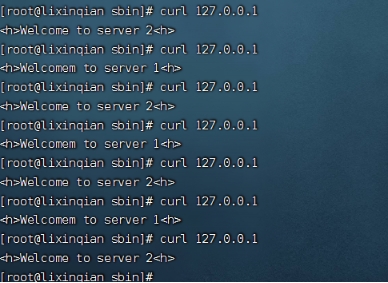 [root@lixinqian sbin]# curl 127.0.0.1
<h>Welcome to server 2<h>
[root@lixinqian sbin]# curl 127.0.0.1
<h>Welcomem to server 1<h>
[root@lixinqian sbin]# curl 127.0.0.1
<h>Welcome to server 2<h>
[root@lixinqian sbin]# curl 127.0.0.1
<h>Welcomem to server 1<h>
[root@lixinqian sbin]# curl 127.0.0.1
<h>Welcome to server 2<h>
[root@lixinqian sbin]# curl 127.0.0.1
<h>Welcomem to server 1<h>
[root@lixinqian sbin]# curl 127.0.0.1
<h>Welcome to server 2<h>
[root@lixinqian sbin]#